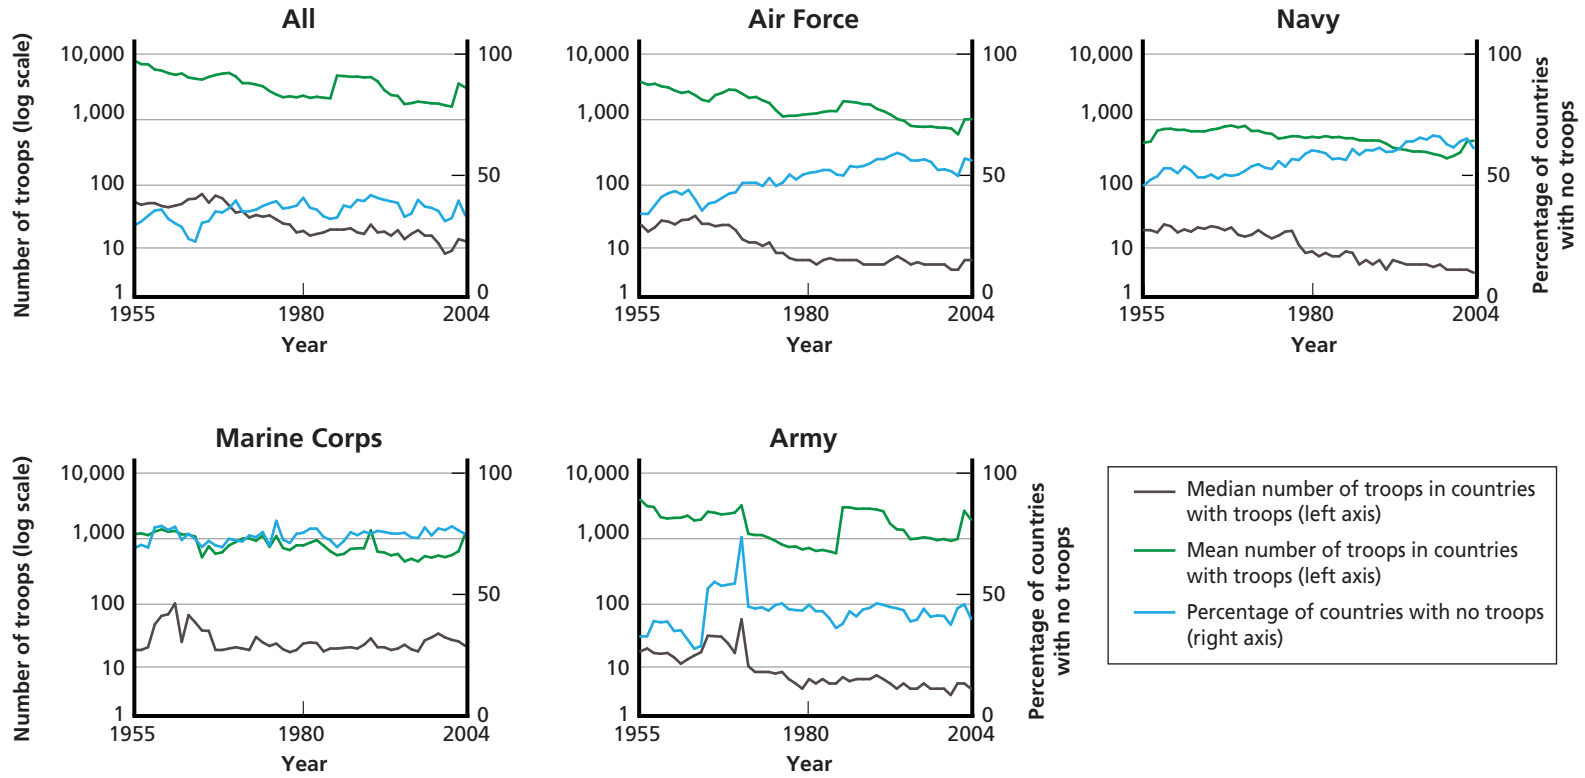 All
Number of troops (log scale)
10,000
1,000
100
10
1
100
50
0
1955
1980
2004
Year
Air Force
10,000
1,000
100
10
1
100
50
0
1955
1980
2004
Year
Navy
10,000
1,000
100
10
1
100
50
0
Percentage of countries
with no troops
1955
1980
2004
Year
Marine Corps
Number of troops (log scale)
10,000
1,000
100
10
1
100
50
0
1955
1980
2004
Year
Army
10,000
1,000
100
10
1
100
50
0
Percentage of countries
with no troops
1955
1980
2004
Year
Median number of troops in countries
with troops (left axis)
Mean number of troops in countries
with troops (left axis)
Percentage of countries with no troops
(right axis)